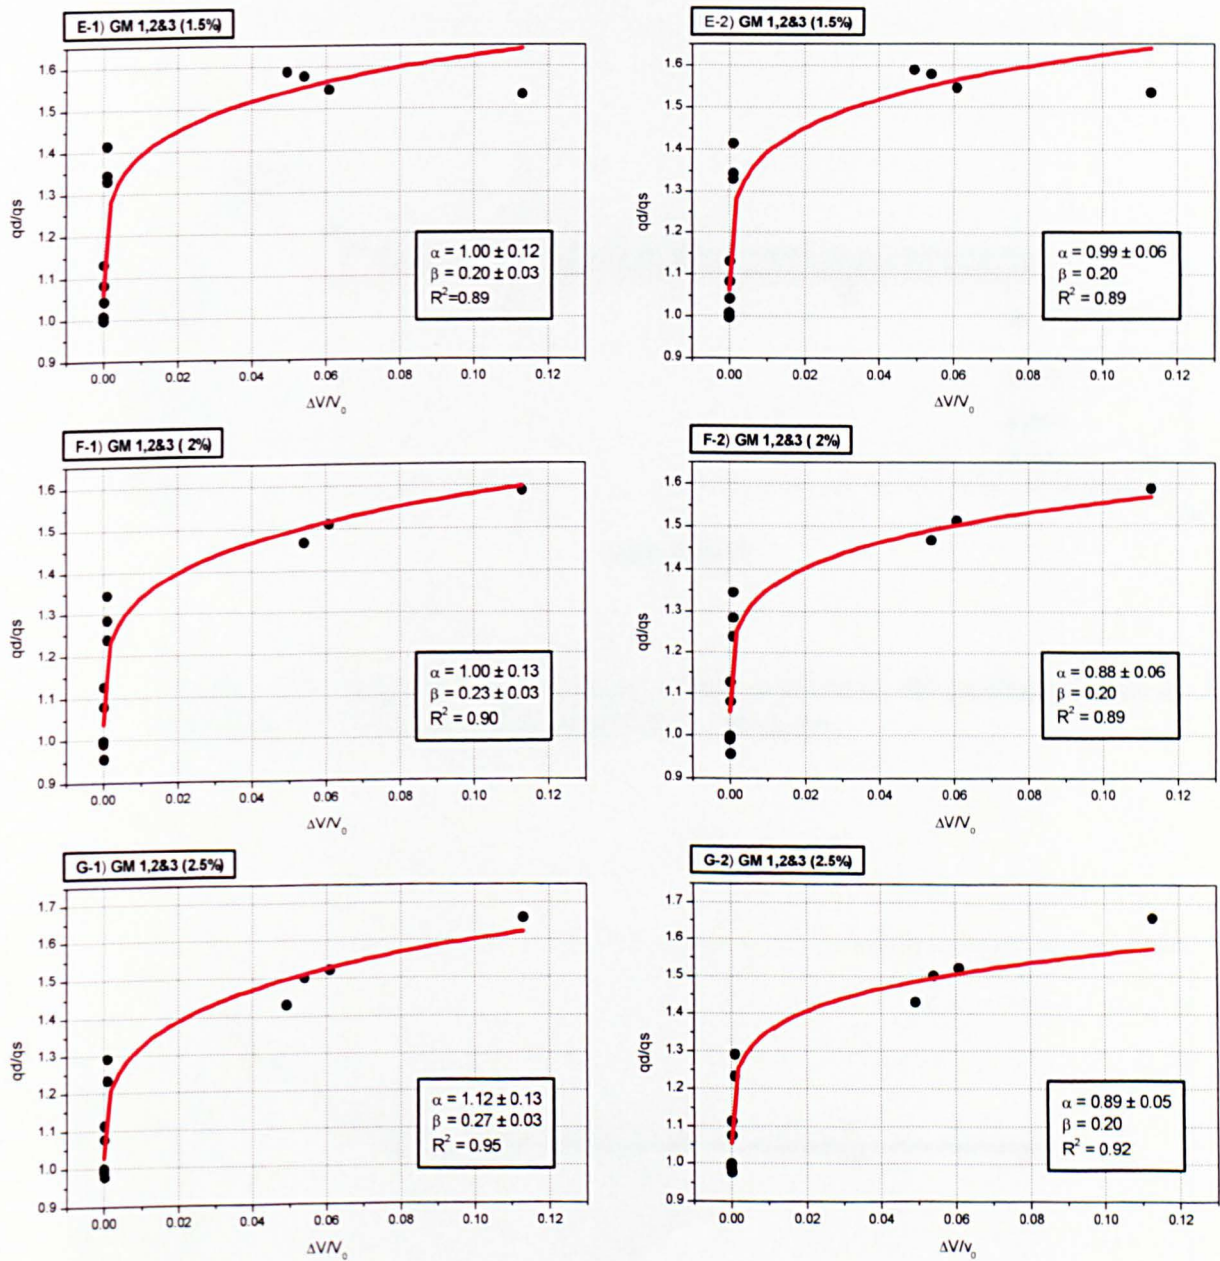 E-1) GM 1,2&3 (1.5%)
1.6
1.5
1.4
1.3
1.2
1.1
1.0
0.9
qd/qs
α = 1.00 ± 0.12
β = 0.20 ± 0.03
R²=0.89
0.00 0.02 0.04 0.06 0.08 0.10 0.12
ΔV/V₀
E-2) GM 1,2&3 (1.5%)
1.6
1.5
1.4
1.3
1.2
1.1
1.0
0.9
qd/qs
α = 0.99 ± 0.06
β = 0.20
R² = 0.89
0.00 0.02 0.04 0.06 0.08 0.10 0.12
ΔV/V₀
F-1) GM 1,2&3 ( 2%)
1.6
1.5
1.4
1.3
1.2
1.1
1.0
0.9
qd/qs
α = 1.00 ± 0.13
β = 0.23 ± 0.03
R² = 0.90
0.00 0.02 0.04 0.06 0.08 0.10 0.12
ΔV/V₀
F-2) GM 1,2&3 ( 2%)
1.6
1.5
1.4
1.3
1.2
1.1
1.0
0.9
qd/qs
α = 0.88 ± 0.06
β = 0.20
R² = 0.89
0.00 0.02 0.04 0.06 0.08 0.10 0.12
ΔV/V₀
G-1) GM 1,2&3 (2.5%)
1.7
1.6
1.5
1.4
1.3
1.2
1.1
1.0
0.9
qd/qs
α = 1.12 ± 0.13
β = 0.27 ± 0.03
R² = 0.95
0.00 0.02 0.04 0.06 0.08 0.10 0.12
ΔV/V₀
G-2) GM 1,2&3 (2.5%)
1.7
1.6
1.5
1.4
1.3
1.2
1.1
1.0
0.9
qd/qs
α = 0.89 ± 0.05
β = 0.20
R² = 0.92
0.00 0.02 0.04 0.06 0.08 0.10 0.12
ΔV/V₀